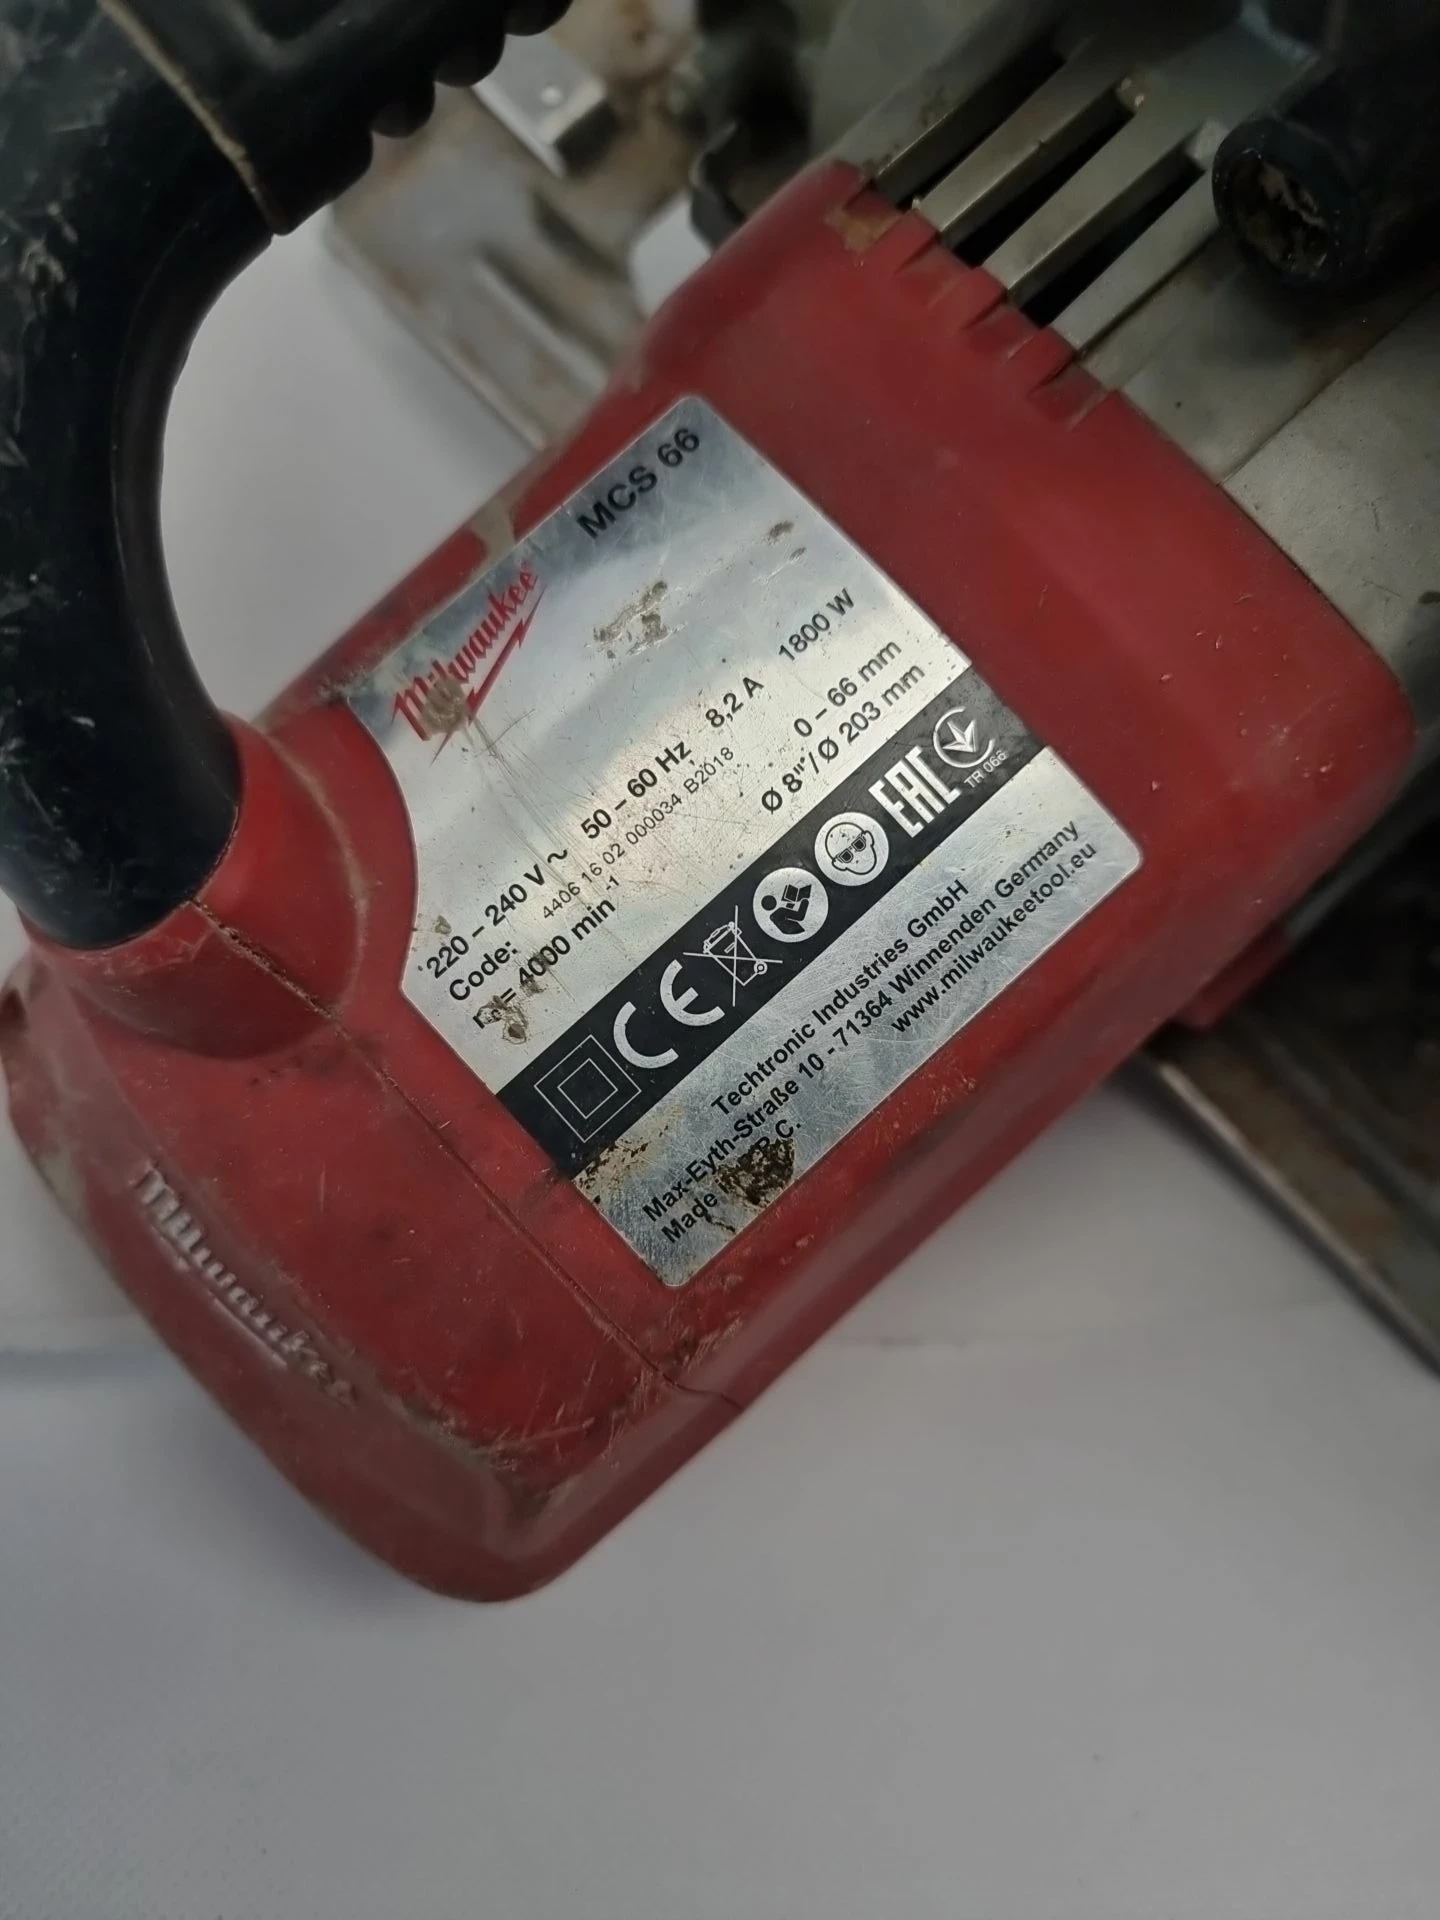 MCS 66
Milwaukee
220 – 240 V ~ 50 – 60 Hz 8,2 A 1800 W
Code: 4406 16 02 000034 B2018 0 – 66 mm
n₀= 4000 min⁻¹ Ø 8"/Ø 203 mm
CE EAC TR 066
Techtronic Industries GmbH
Max-Eyth-Straße 10 - 71364 Winnenden Germany
Made www.milwaukeetool.eu
Milwaukee